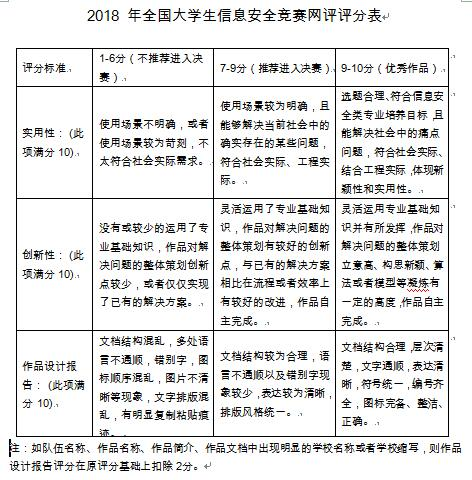 2018 年全国大学生信息安全竞赛网评评分表
评分标准
1-6分（不推荐进入决赛）
7-9分（推荐进入决赛）
9-10分（优秀作品）
实用性：（此项满分 10).
使用场景不明确，或者
使用场景较为苛刻，不
太符合社会实际需求。
使用场景较为明确，且
能够解决当前社会中的
确实存在的某些问题，
符合社会实际、工程实
际。
选题合理、符合信息安
全类专业培养目标，且
能解决社会中的痛点
问题，符合社会实际、
结合工程实际，体现新
颖性和实用性。
创新性：（此项满分 10)
没有或较少的运用了专
业基础知识，作品对解
决问题的整体策划创新
点较少，或者仅仅实现
了已有的解决方案。
灵活运用了专业基础知
识，作品对解决问题的
整体策划有较好的创新
点，与已有的解决方案
相比在流程或者效率上
有较好的改进，作品自
主完成。
灵活运用专业基础知
识并有所发挥，作品对
解决问题的整体策划
立意高、构思新颖、算
法或者模型等凝炼有
一定的高度，作品自主
完成。
作品设计报告：（此项满分 10)
文档结构混乱，多处语
言不通顺，错别字，图
标顺序混乱，图片不清
晰等现象，文字排版混
乱，有明显复制粘贴痕
迹。
文档结构较为合理，语
言不通顺以及错别字现
象较少，表达较为清晰，
排版风格统一。
文档结构合理，层次清
楚，文字通顺，表达清
晰，符号统一，编号齐
全，图标完备、整洁、
正确。
注：如队伍名称、作品名称、作品简介、作品文档中出现明显的学校名称或者学校缩写，则作品
设计报告评分在原评分基础上扣除 2分。